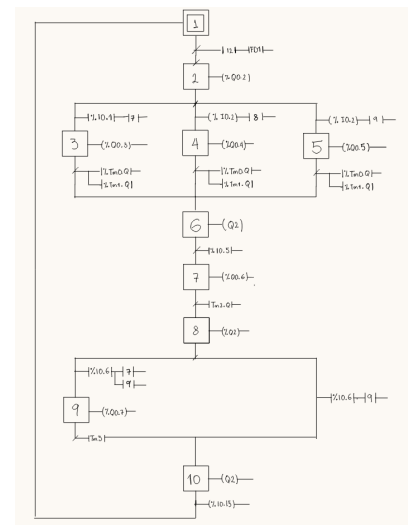 1
12 FD1
2 (%Q0.2)
%I0.1 7 (%I0.2) 8 (%I0.2) 9
3 (%Q0.3) 4 (%Q0.4) 5 (%Q0.5)
%Tm0.Q %Tm0.Q %Tm0.Q
%Tm1.Q %Tm1.Q %Tm1.Q
6 (Q2)
%I0.5
7 (%Q0.6)
Tm2.Q
8 (%Q2)
%I0.6 7
9
%I0.6 9
9 (%Q0.7)
Tm3
10 (Q2)
(%I0.13)